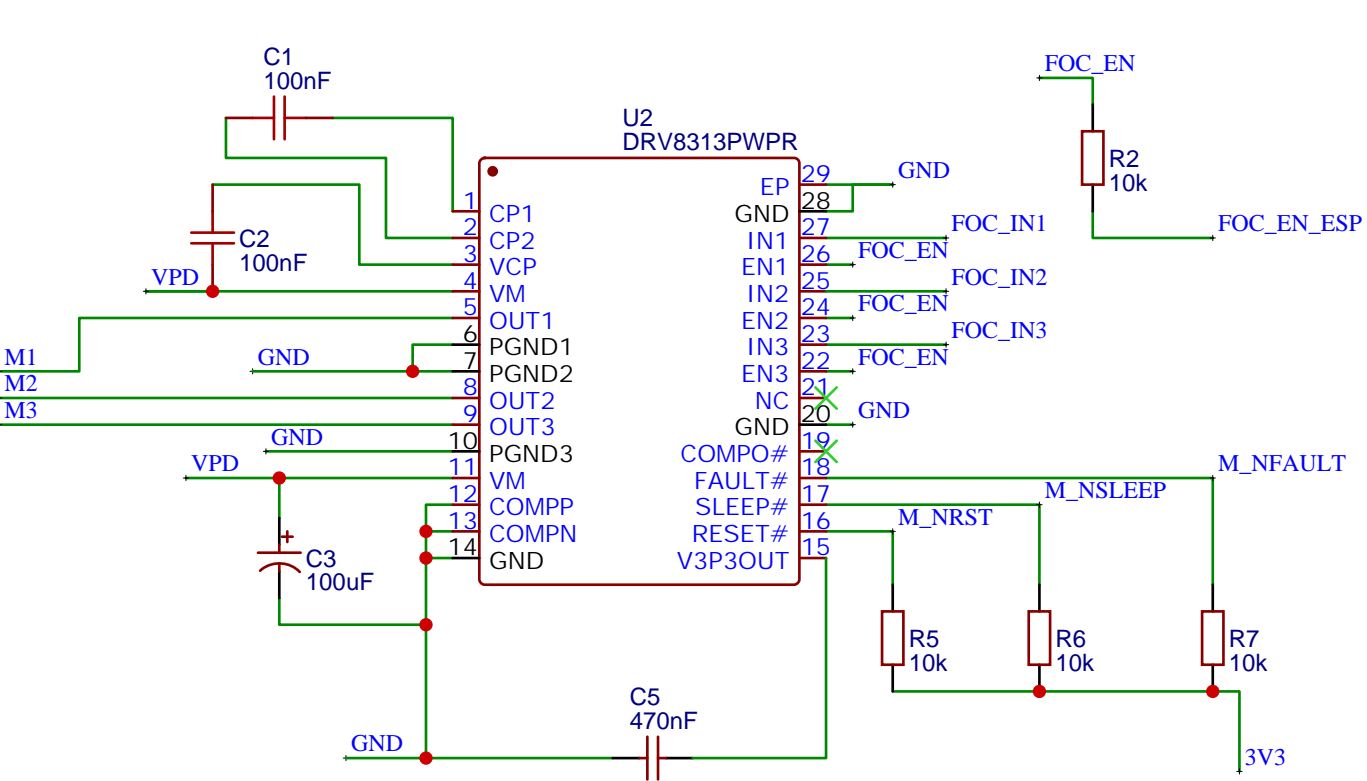 C1
100nF
FOC_EN
U2
DRV8313PWPR
R2
10k
29
GND
EP
28
1
GND
27
FOC_IN1
FOC_EN_ESP
CP1
2
IN1
26
FOC_EN
C2
CP2
3
EN1
25
FOC_IN2
100nF
VPD
VCP
4
IN2
24
FOC_EN
VM
5
EN2
23
FOC_IN3
OUT1
6
IN3
22
FOC_EN
M1
GND
PGND1
7
EN3
21
M2
PGND2
8
NC
20
GND
M3
OUT2
9
GND
19
GND
OUT3
10
COMPO#
18
VPD
PGND3
11
FAULT#
17
M_NFAULT
VM
12
SLEEP#
16
M_NSLEEP
COMPP
13
RESET#
15
M_NRST
COMPN
14
V3P3OUT
GND
C3
100uF
R5
10k
R6
10k
R7
10k
C5
470nF
GND
3V3